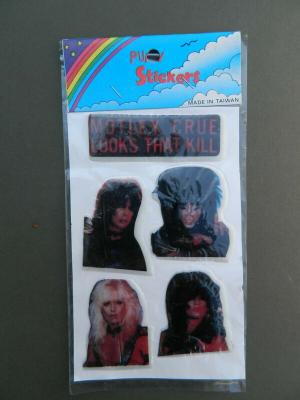 PUFFY
Stickers
MADE IN TAIWAN
MOTLEY CRUE
LOOKS THAT KILL